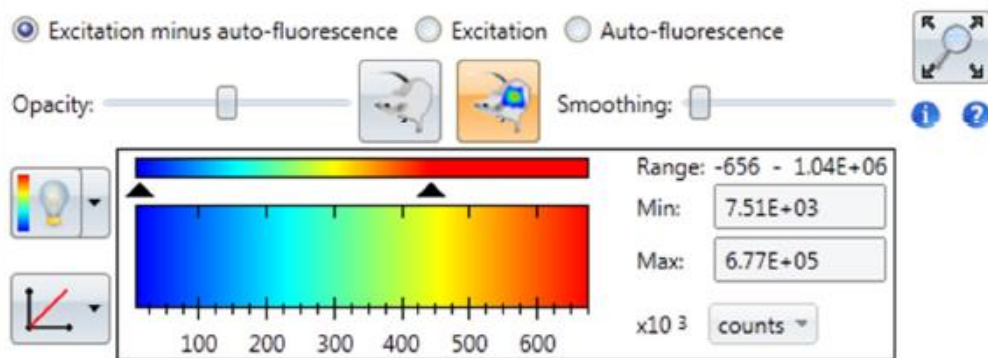 Excitation minus auto-fluorescence Excitation Auto-fluorescence
Opacity: Smoothing:
Range: -656 - 1.04E+06
Min: 7.51E+03
Max: 6.77E+05
x10 3 counts
100 200 300 400 500 600